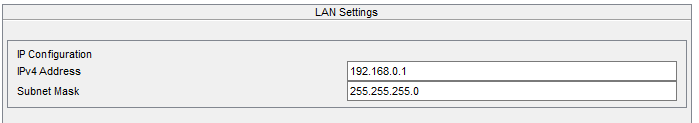 LAN Settings
IP Configuration
IPv4 Address 192.168.0.1
Subnet Mask 255.255.255.0